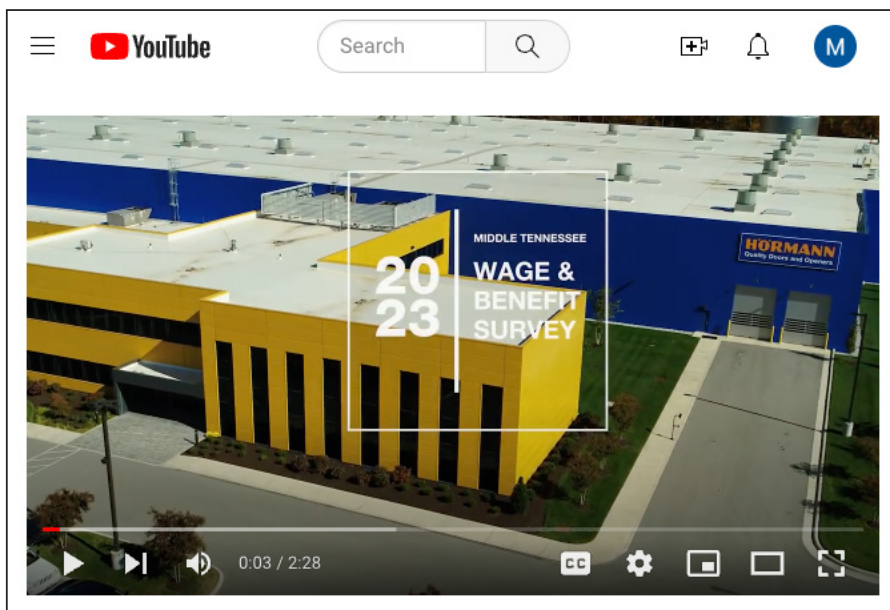 YouTube
Search
M
20
23
MIDDLE TENNESSEE
WAGE &
BENEFIT
SURVEY
HÖRMANN
Quality Doors and Openers
0:03 / 2:28
CC